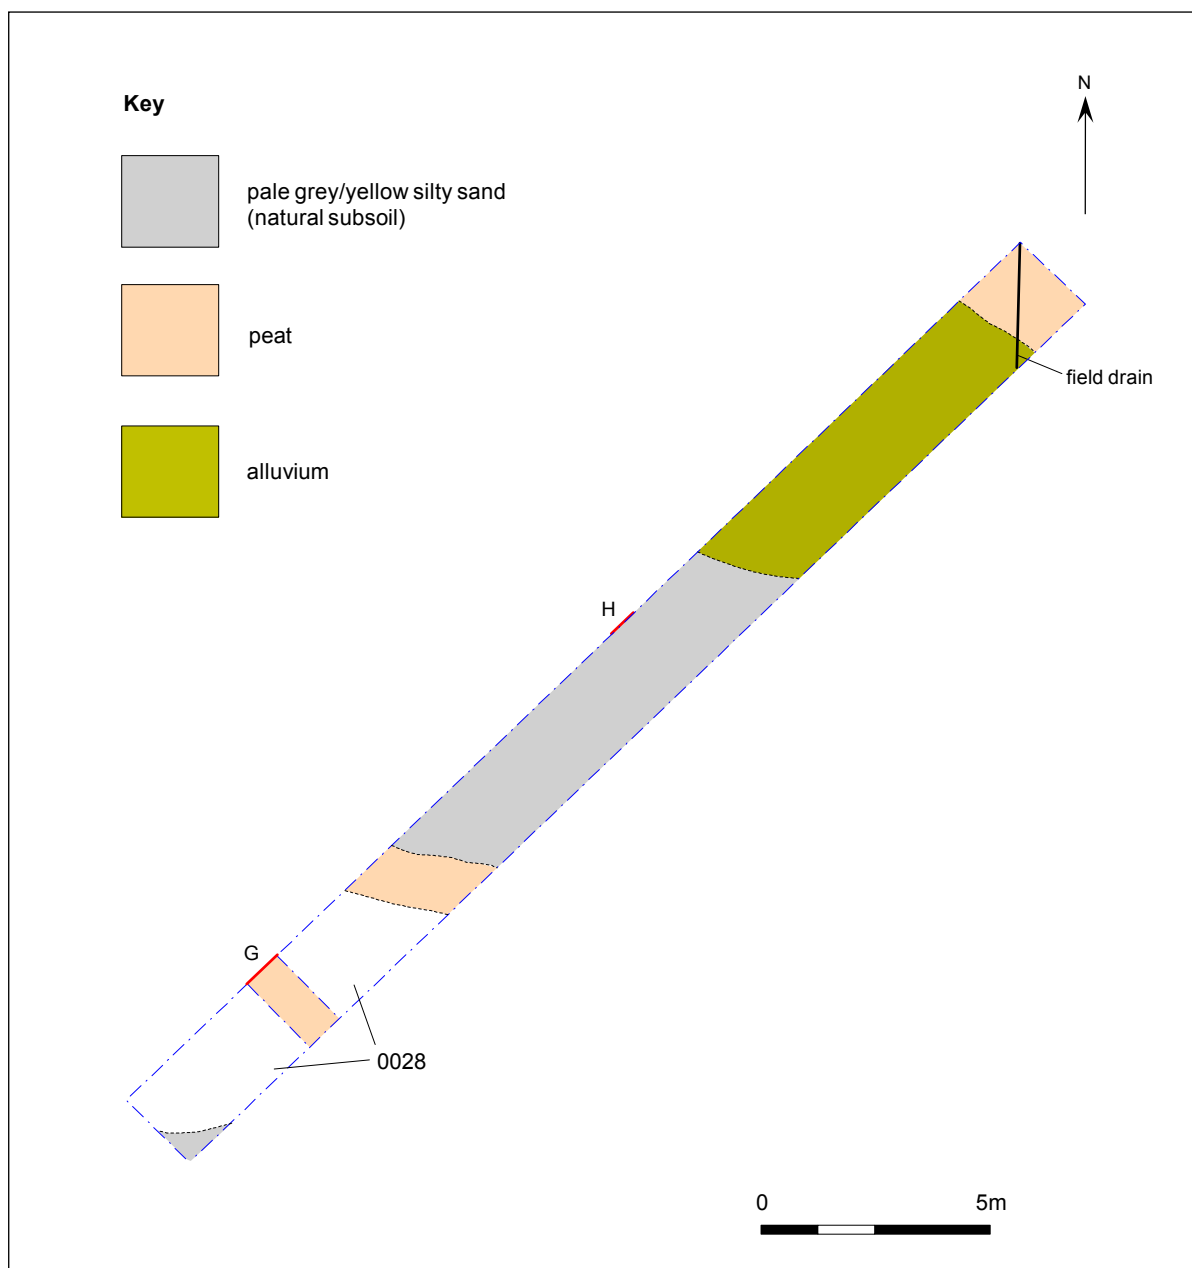 Key
N
pale grey/yellow silty sand
(natural subsoil)
peat
field drain
alluvium
H
G
0028
0 5m